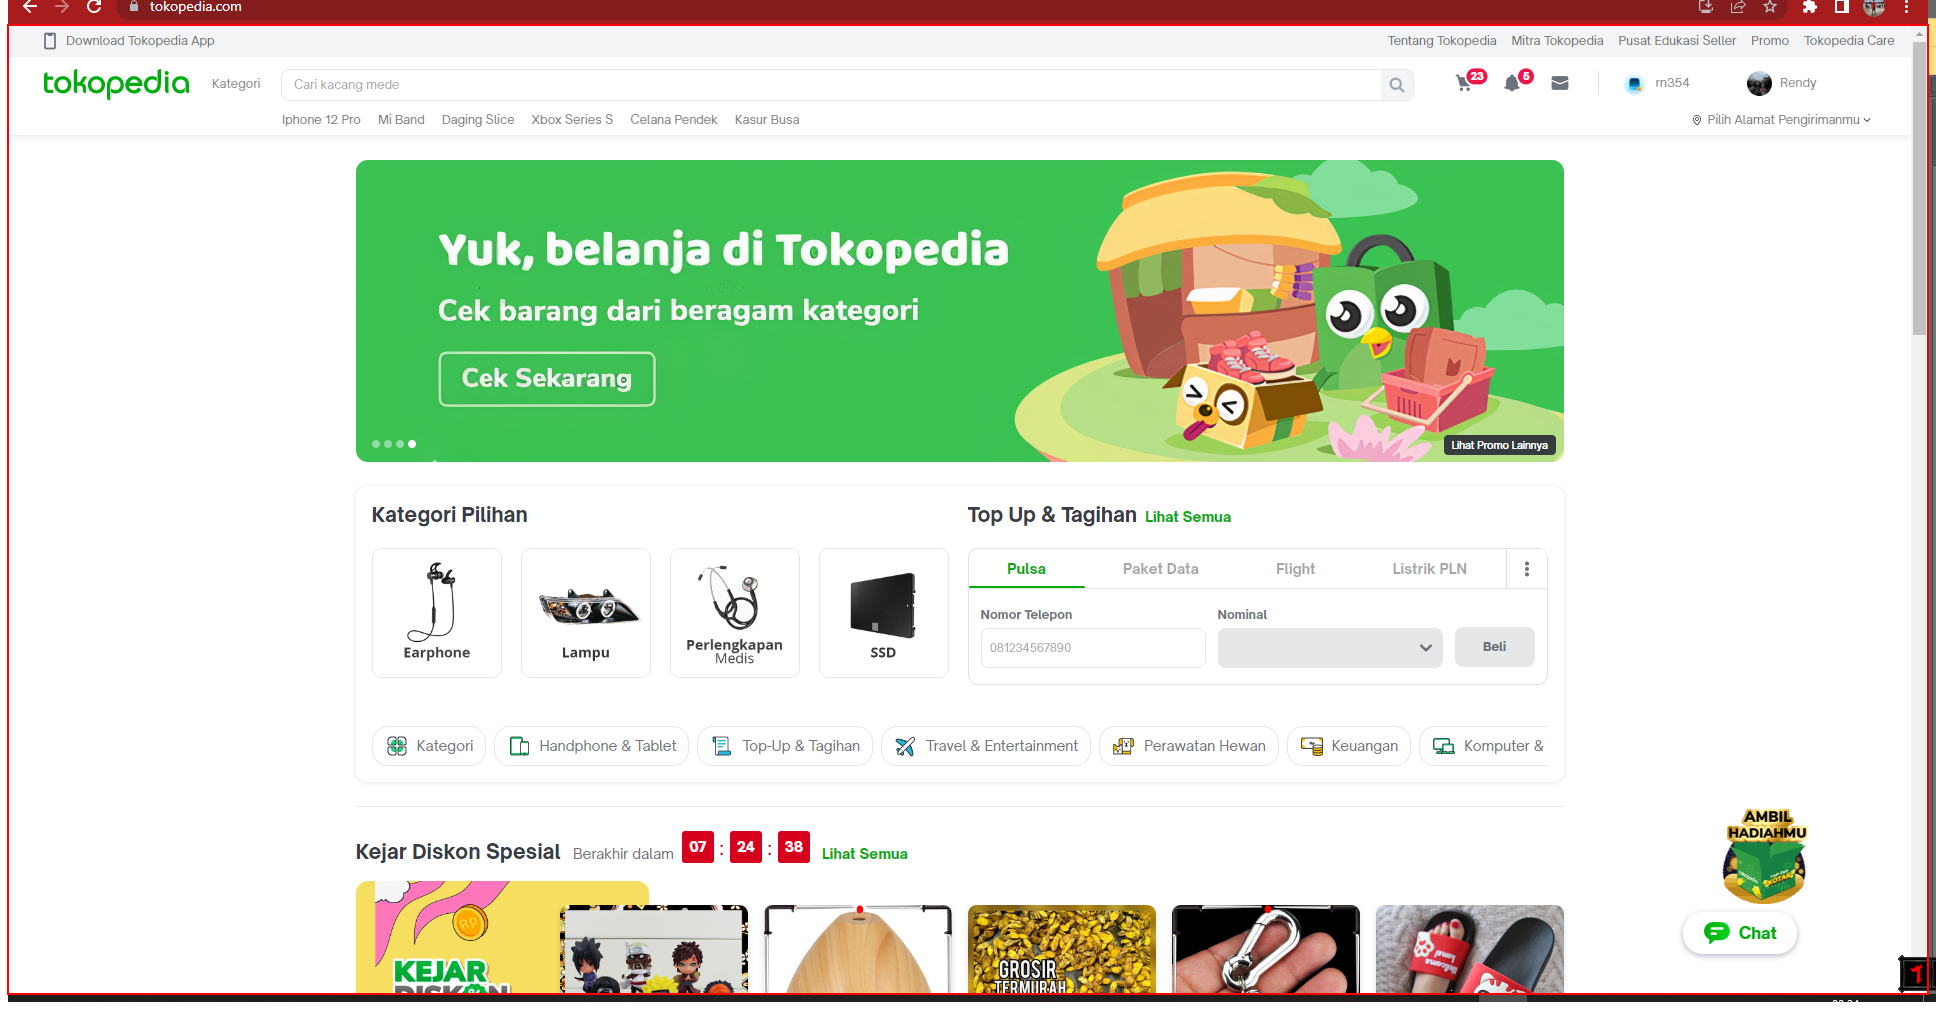 tokopedia.com
Download Tokopedia App
Tentang Tokopedia Mitra Tokopedia Pusat Edukasi Seller Promo Tokopedia Care
tokopedia Kategori Cari kacang mede 23 5 rn354 Rendy
Iphone 12 Pro Mi Band Daging Slice Xbox Series S Celana Pendek Kasur Busa Pilih Alamat Pengirimanmu
Yuk, belanja di Tokopedia
Cek barang dari beragam kategori
Cek Sekarang
Lihat Promo Lainnya
Kategori Pilihan
Earphone
Lampu
Perlengkapan
Medis
SSD
Top Up & Tagihan Lihat Semua
Pulsa Paket Data Flight Listrik PLN
Nomor Telepon Nominal
081234567890 Beli
Kategori Handphone & Tablet Top-Up & Tagihan Travel & Entertainment Perawatan Hewan Keuangan Komputer &
Kejar Diskon Spesial Berakhir dalam 07 : 24 : 38 Lihat Semua
AMBIL
HADIAHMU
tokopedia
Chat
RP
KEJAR
DISKON
GROSIR
TERMURAH
1